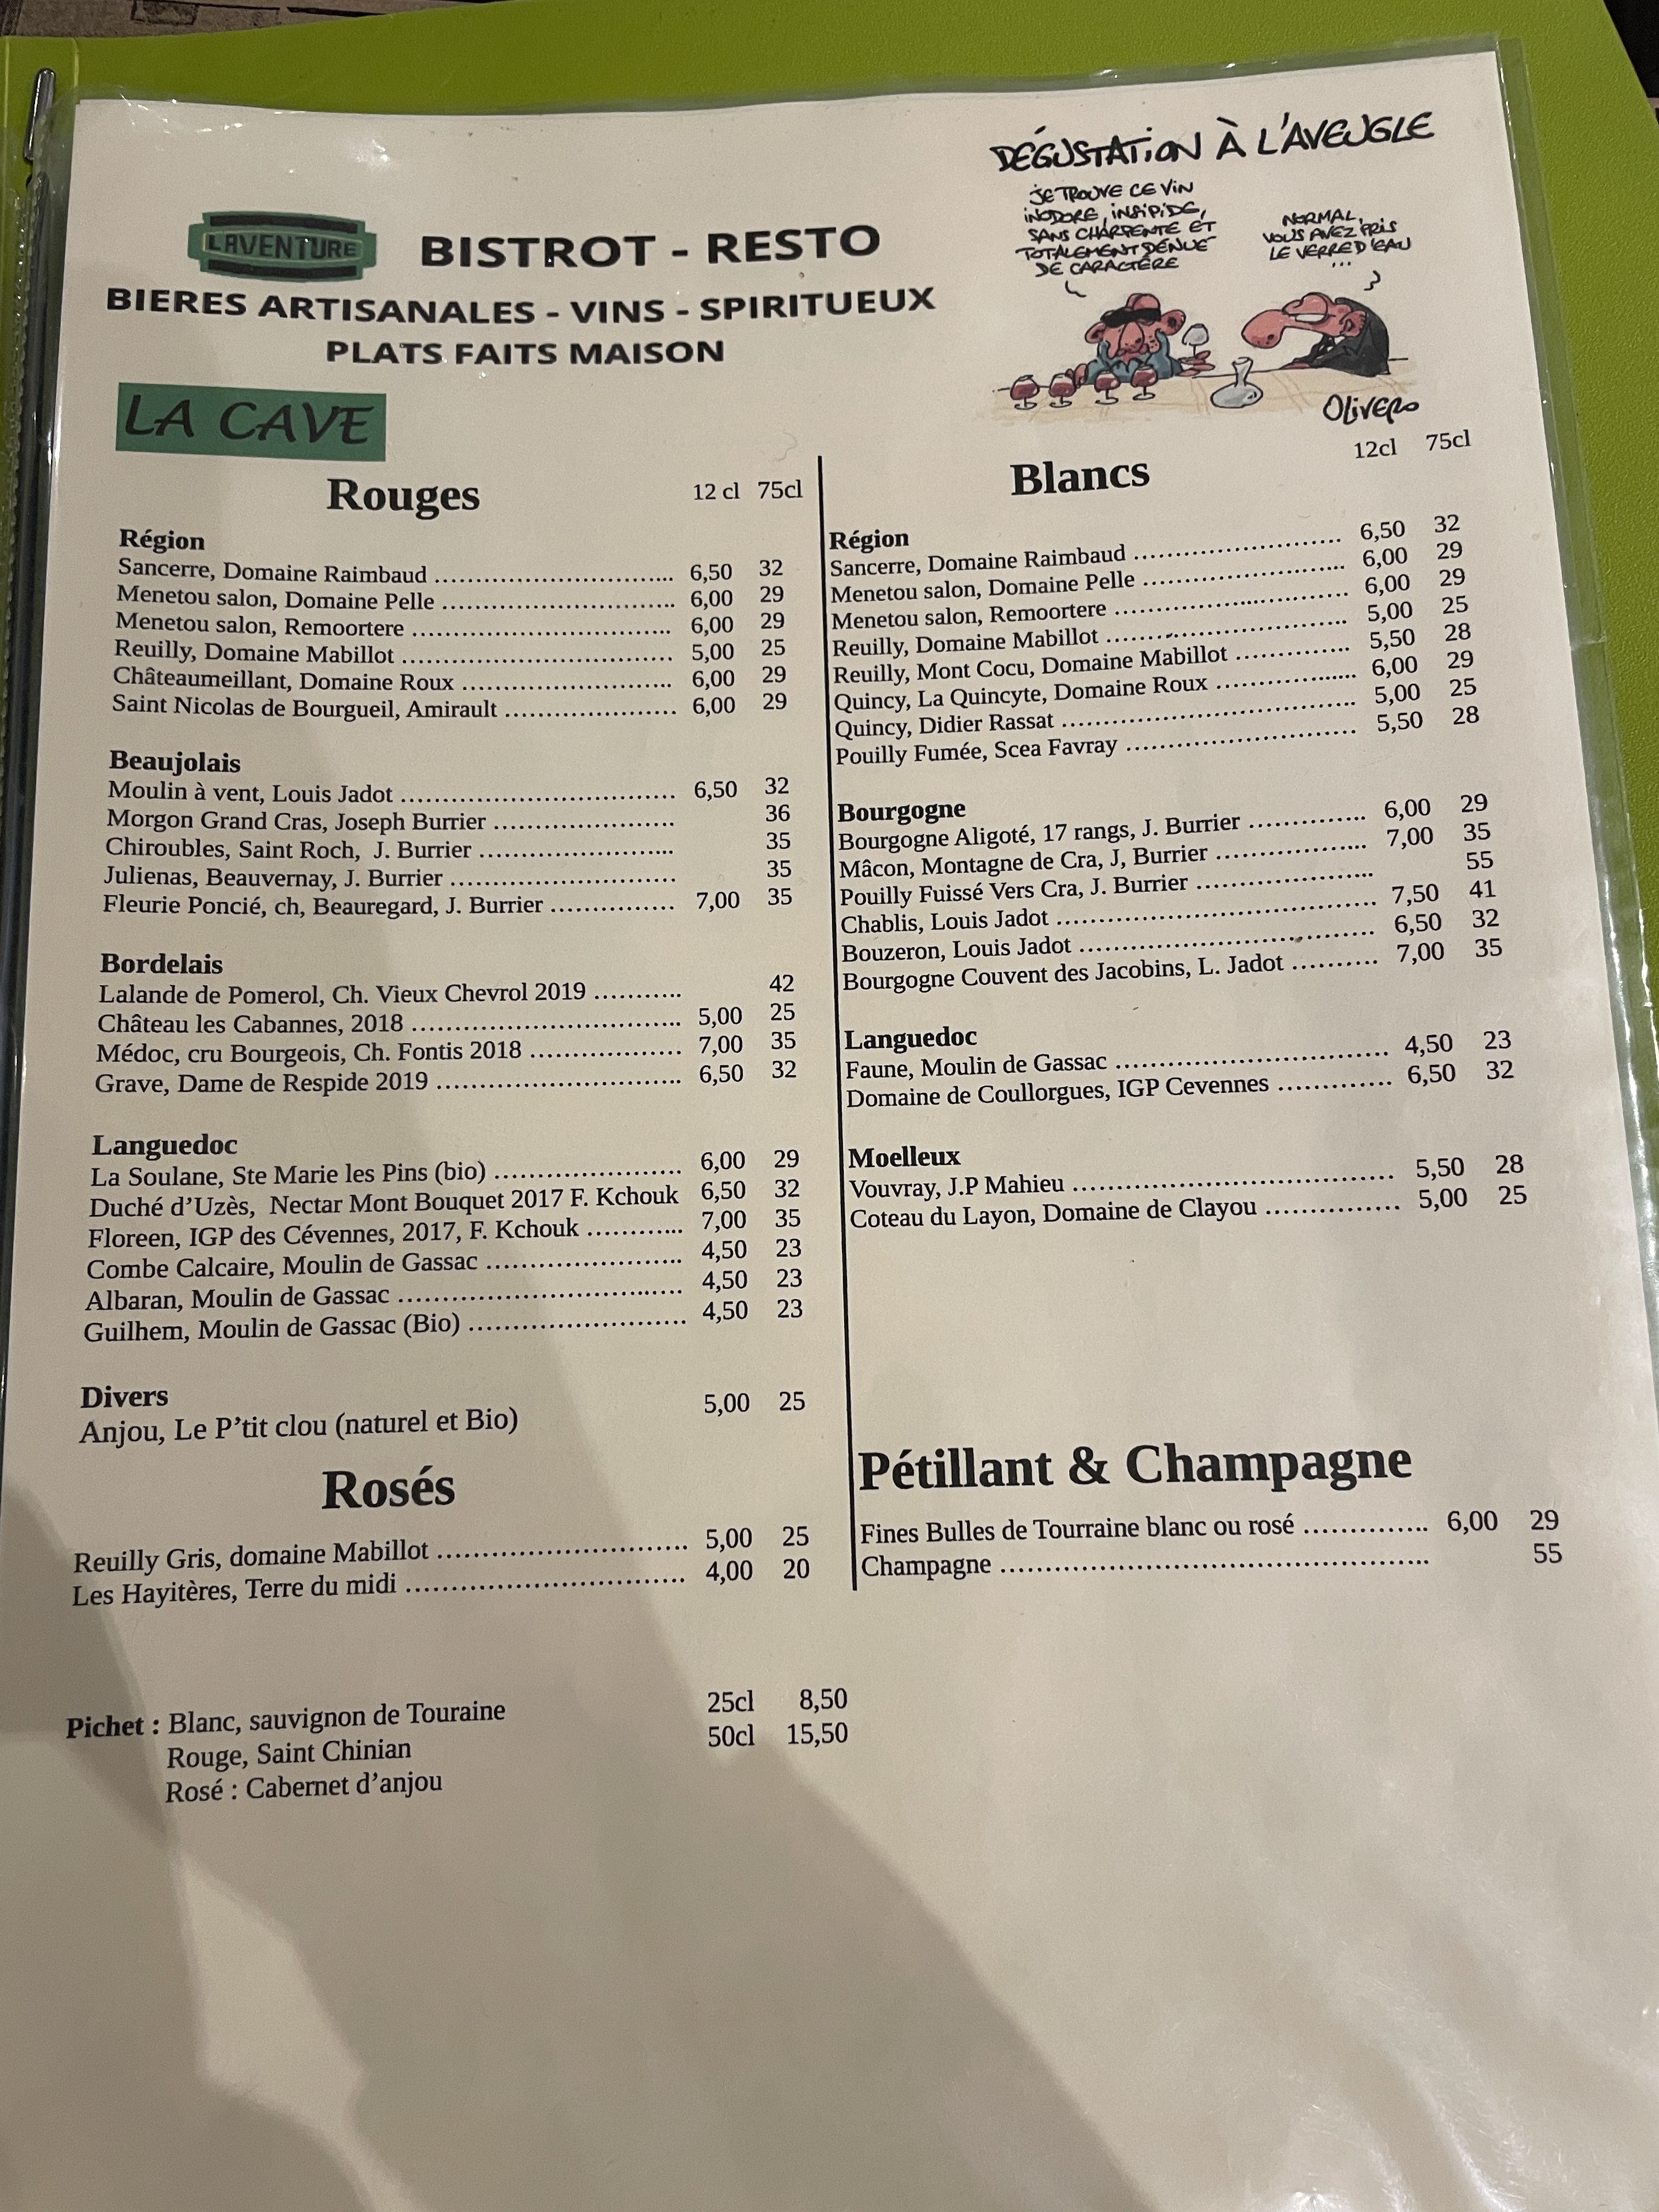 DÉGUSTATION À L'AVEUGLE
JE TROUVE CE VIN
INODORE, INSIPIDE,
SANS CHARPENTE ET
TOTALEMENT DÉNUÉ
DE CARACTÈRE
NORMAL,
VOUS AVEZ PRIS
LE VERRE D'EAU
...
OLIVERO
LAVENTURE
BISTROT - RESTO
BIERES ARTISANALES - VINS - SPIRITUEUX
PLATS FAITS MAISON
LA CAVE
Rouges 12 cl 75cl
Région
Sancerre, Domaine Raimbaud ........................... 6,50 32
Menetou salon, Domaine Pelle .......................... 6,00 29
Menetou salon, Remoortere ............................. 6,00 29
Reuilly, Domaine Mabillot .............................. 5,00 25
Châteaumeillant, Domaine Roux ........................ 6,00 29
Saint Nicolas de Bourgueil, Amirault .................... 6,00 29
Beaujolais
Moulin à vent, Louis Jadot ............................... 6,50 32
Morgon Grand Cras, Joseph Burrier ..................... 36
Chiroubles, Saint Roch, J. Burrier ...................... 35
Julienas, Beauvernay, J. Burrier ......................... 35
Fleurie Poncié, ch, Beauregard, J. Burrier .............. 7,00 35
Bordelais
Lalande de Pomerol, Ch. Vieux Chevrol 2019 .......... 42
Château les Cabannes, 2018 .............................. 5,00 25
Médoc, cru Bourgeois, Ch. Fontis 2018 ................. 7,00 35
Grave, Dame de Respide 2019 ............................ 6,50 32
Languedoc
La Soulane, Ste Marie les Pins (bio) ..................... 6,00 29
Duché d’Uzès, Nectar Mont Bouquet 2017 F. Kchouk 6,50 32
Floreen, IGP des Cévennes, 2017, F. Kchouk ........... 7,00 35
Combe Calcaire, Moulin de Gassac ...................... 4,50 23
Albaran, Moulin de Gassac ................................ 4,50 23
Guilhem, Moulin de Gassac (Bio) ........................ 4,50 23
Divers
Anjou, Le P’tit clou (naturel et Bio) 5,00 25
Rosés
Reuilly Gris, domaine Mabillot ............................ 5,00 25
Les Hayitères, Terre du midi ............................... 4,00 20
Pichet : Blanc, sauvignon de Touraine 25cl 8,50
Rouge, Saint Chinian 50cl 15,50
Rosé : Cabernet d’anjou
Blancs 12cl 75cl
Région
Sancerre, Domaine Raimbaud ........................ 6,50 32
Menetou salon, Domaine Pelle ....................... 6,00 29
Menetou salon, Remoortere .......................... 6,00 29
Reuilly, Domaine Mabillot ........................... 5,00 25
Reuilly, Mont Cocu, Domaine Mabillot ............. 5,50 28
Quincy, La Quincyte, Domaine Roux ................ 6,00 29
Quincy, Didier Rassat ................................. 5,00 25
Pouilly Fumée, Scea Favray .......................... 5,50 28
Bourgogne
Bourgogne Aligoté, 17 rangs, J. Burrier ............. 6,00 29
Mâcon, Montagne de Cra, J, Burrier ................. 7,00 35
Pouilly Fuissé Vers Cra, J. Burrier .................... 55
Chablis, Louis Jadot .................................... 7,50 41
Bouzeron, Louis Jadot ................................. 6,50 32
Bourgogne Couvent des Jacobins, L. Jadot .......... 7,00 35
Languedoc
Faune, Moulin de Gassac .............................. 4,50 23
Domaine de Coullorgues, IGP Cevennes ............. 6,50 32
Moelleux
Vouvray, J.P Mahieu .................................... 5,50 28
Coteau du Layon, Domaine de Clayou ............... 5,00 25
Pétillant & Champagne
Fines Bulles de Tourraine blanc ou rosé .............. 6,00 29
Champagne ................................................ 55